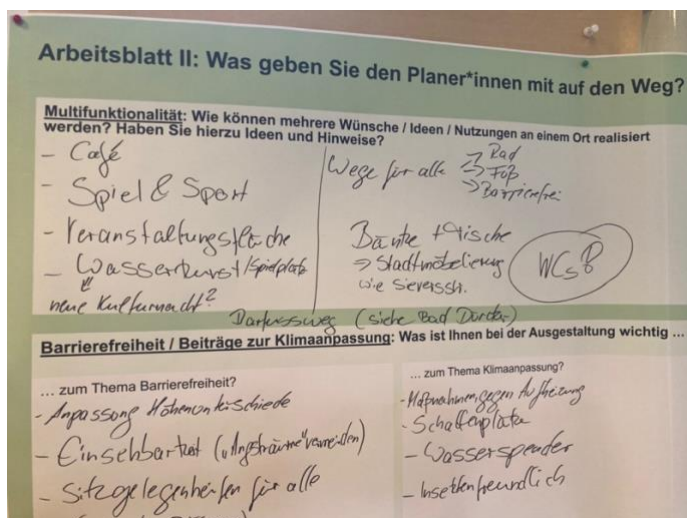 Arbeitsblatt II: Was geben Sie den Planer*innen mit auf den Weg?
Multifunktionalität: Wie können mehrere Wünsche / Ideen / Nutzungen an einem Ort realisiert
werden? Haben Sie hierzu Ideen und Hinweise?
- Café
- Spiel & Sport
- Veranstaltungsfläche
- Wasserkunst/Spielplatz
neue Kulturnacht?
Wege für alle → Rad
→ Fuß
→ Barrierefrei
Bänke + Tische
⇒ Stadtmöbelierung
wie Sieverssh.
WCs
Barfussweg (siehe Bad
Barrierefreiheit / Beiträge zur Klimaanpassung: Was ist Ihnen bei der Ausgestaltung wichtig ...
... zum Thema Barrierefreiheit?
- Anpassung Höhenunterschiede
- Einsehbarkeit („Angsträume" vermeiden)
- Sitzgelegenheiten für alle
... zum Thema Klimaanpassung?
- Maßnahmen gegen Aufheizung
- Schattenplätze
- Wasserspender
- Insektenfreundlich